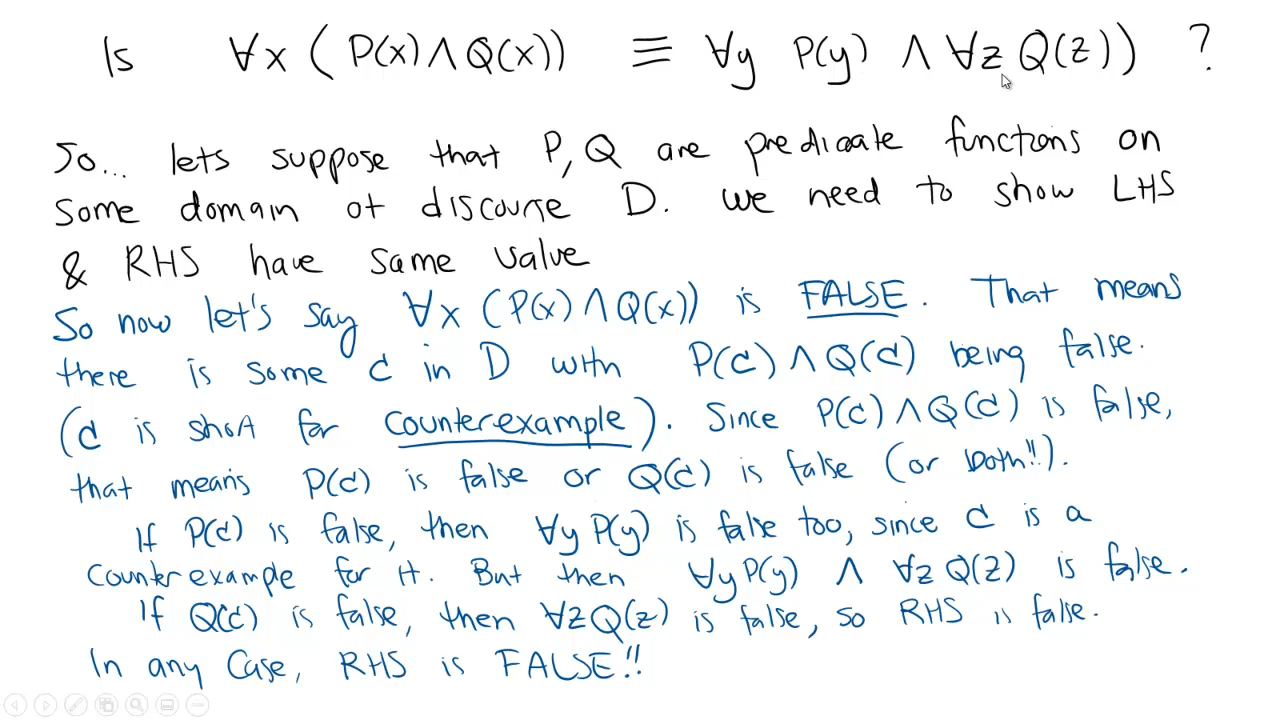 Is ∀x (P(x) ∧ Q(x)) ≡ ∀y P(y) ∧ ∀z Q(z)) ?
So... lets suppose that P, Q are predicate functions on
some domain of discourse D. we need to show LHS
& RHS have same value
So now let's say ∀x (P(x) ∧ Q(x)) is FALSE. That means
there is some c in D with P(c) ∧ Q(c) being false.
(c is short for counterexample). Since P(c) ∧ Q(c) is false,
that means P(c) is false or Q(c) is false (or both!!).
If P(c) is false, then ∀y P(y) is false too, since c is a
counterexample for it. But then ∀y P(y) ∧ ∀z Q(z) is false.
If Q(c) is false, then ∀z Q(z) is false, so RHS is false.
In any case, RHS is FALSE!!